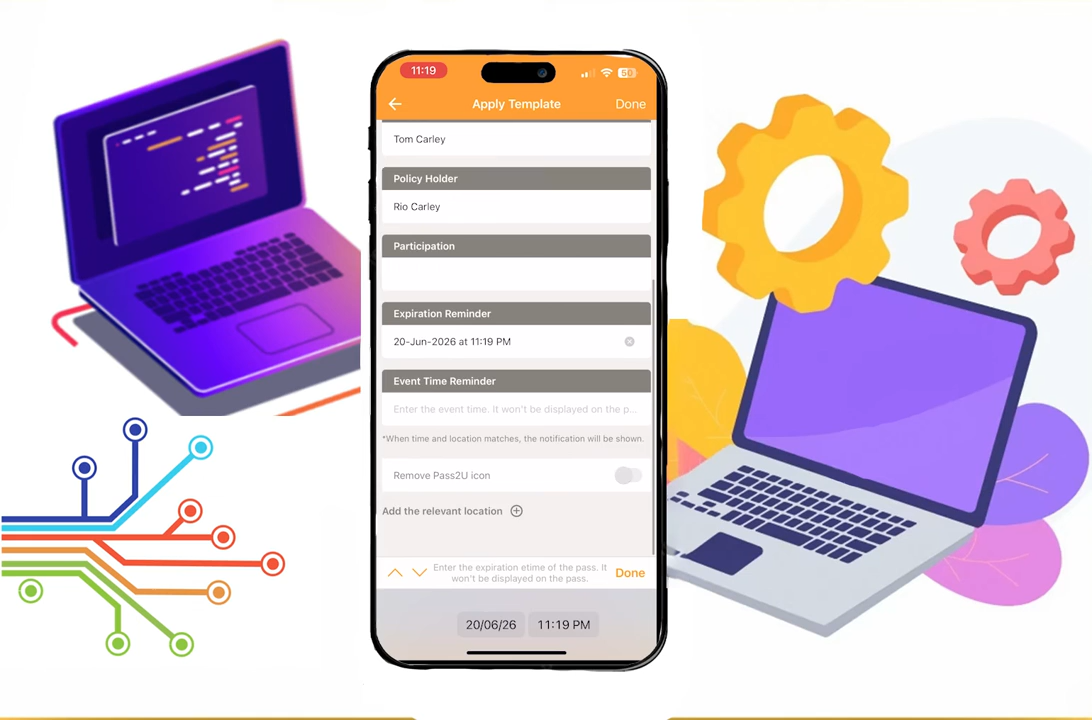 11:19
50
Apply Template
Done
Tom Carley
Policy Holder
Rio Carley
Participation
Expiration Reminder
20-Jun-2026 at 11:19 PM
Event Time Reminder
Enter the event time. It won't be displayed on the p...
*When time and location matches, the notification will be shown.
Remove Pass2U icon
Add the relevant location
Enter the expiration etime of the pass. It
won't be displayed on the pass.
Done
20/06/26
11:19 PM